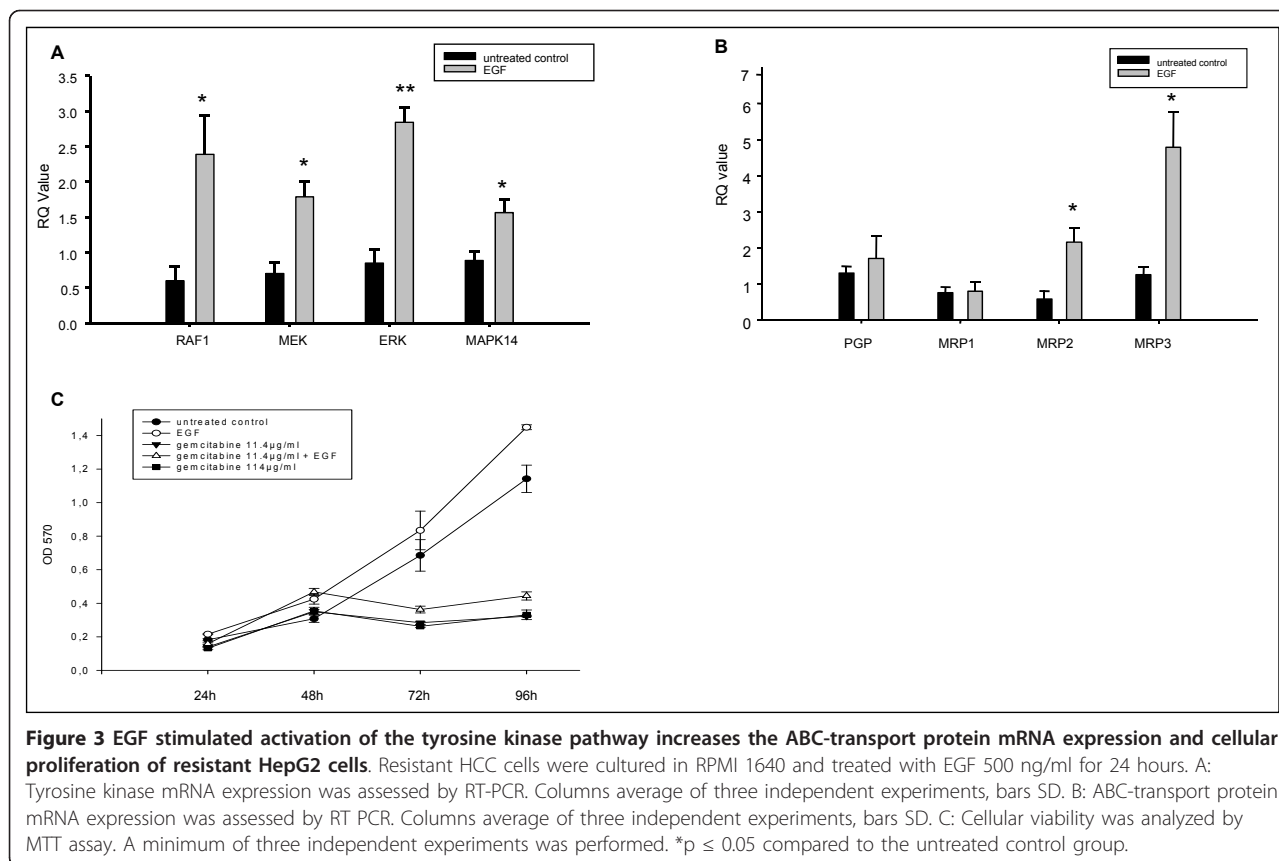 A
untreated control
EGF
3.5
3.0
2.5
2.0
1.5
1.0
0.5
0.0
RQ Value
*
*
**
*
RAF1 MEK ERK MAPK14
B
untreated control
EGF
7
6
5
4
3
2
1
0
RQ value
*
*
PGP MRP1 MRP2 MRP3
C
untreated control
EGF
gemcitabine 11.4µg/ml
gemcitabine 11.4µg/ml + EGF
gemcitabine 114µg/ml
1,4
1,2
1,0
0,8
0,6
0,4
0,2
0,0
OD 570
24h 48h 72h 96h
Figure 3 EGF stimulated activation of the tyrosine kinase pathway increases the ABC-transport protein mRNA expression and cellular
proliferation of resistant HepG2 cells. Resistant HCC cells were cultured in RPMI 1640 and treated with EGF 500 ng/ml for 24 hours. A:
Tyrosine kinase mRNA expression was assessed by RT-PCR. Columns average of three independent experiments, bars SD. B: ABC-transport protein
mRNA expression was assessed by RT PCR. Columns average of three independent experiments, bars SD. C: Cellular viability was analyzed by
MTT assay. A minimum of three independent experiments was performed. *p ≤ 0.05 compared to the untreated control group.